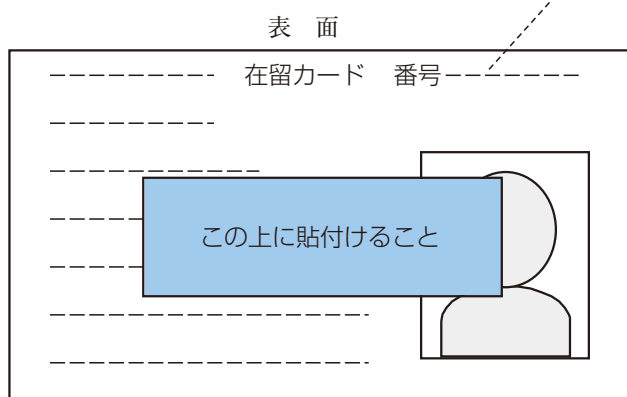 表 面
在留カード 番号
この上に貼付けること